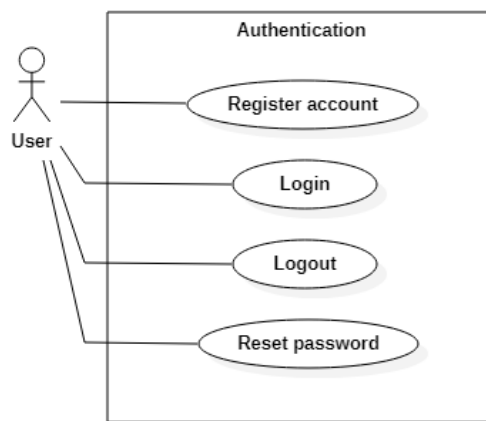 Authentication
Register account
User
Login
Logout
Reset password